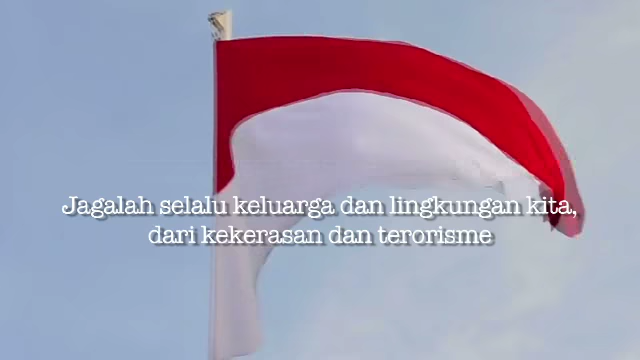 Jagalah selalu keluarga dan lingkungan kita,
dari kekerasan dan terorisme